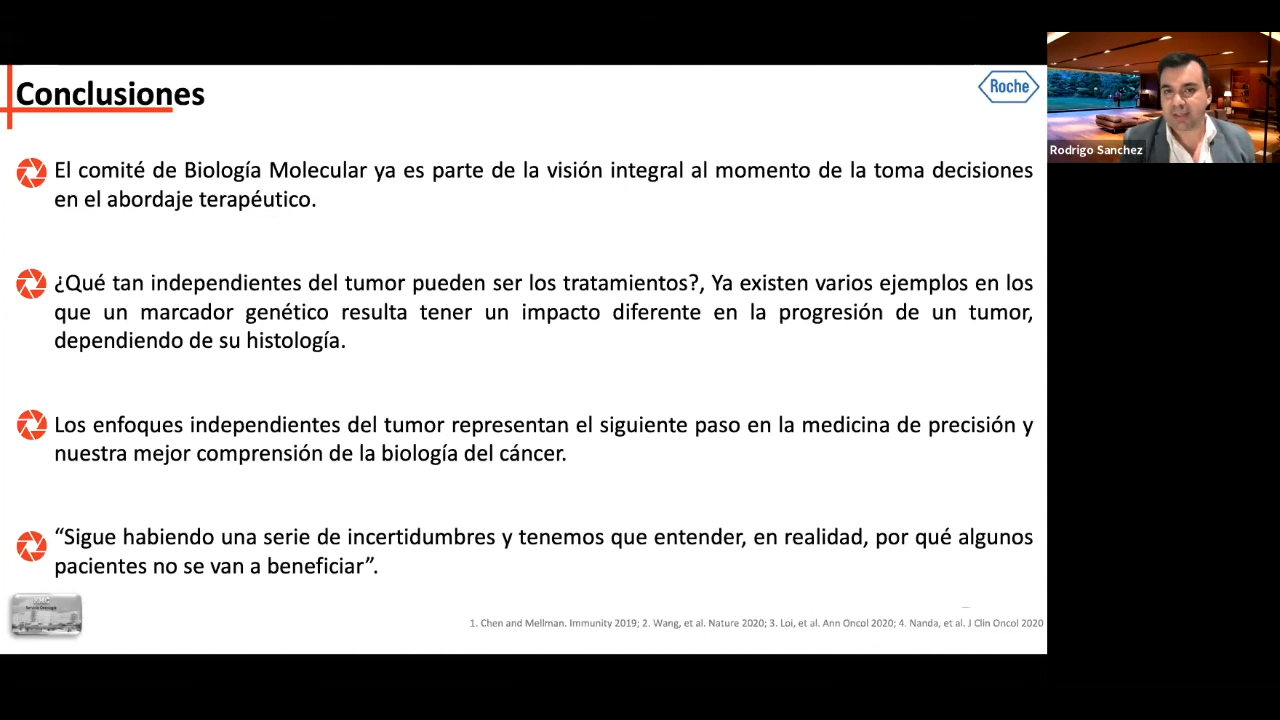 Conclusiones
Roche
Rodrigo Sanchez
El comité de Biología Molecular ya es parte de la visión integral al momento de la toma decisiones
en el abordaje terapéutico.
¿Qué tan independientes del tumor pueden ser los tratamientos?, Ya existen varios ejemplos en los
que un marcador genético resulta tener un impacto diferente en la progresión de un tumor,
dependiendo de su histología.
Los enfoques independientes del tumor representan el siguiente paso en la medicina de precisión y
nuestra mejor comprensión de la biología del cáncer.
“Sigue habiendo una serie de incertidumbres y tenemos que entender, en realidad, por qué algunos
pacientes no se van a beneficiar”.
1. Chen and Mellman. Immunity 2019; 2. Wang, et al. Nature 2020; 3. Loi, et al. Ann Oncol 2020; 4. Nanda, et al. J Clin Oncol 2020